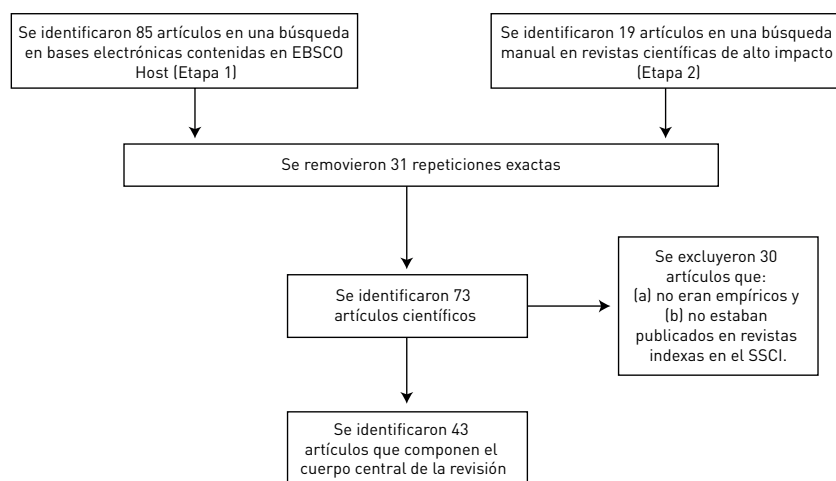 Se identificaron 85 artículos en una búsqueda
en bases electrónicas contenidas en EBSCO
Host (Etapa 1)
Se identificaron 19 artículos en una búsqueda
manual en revistas científicas de alto impacto
(Etapa 2)
Se removieron 31 repeticiones exactas
Se identificaron 73
artículos científicos
Se excluyeron 30
artículos que:
(a) no eran empíricos y
(b) no estaban
publicados en revistas
indexas en el SSCI.
Se identificaron 43
artículos que componen el
cuerpo central de la revisión